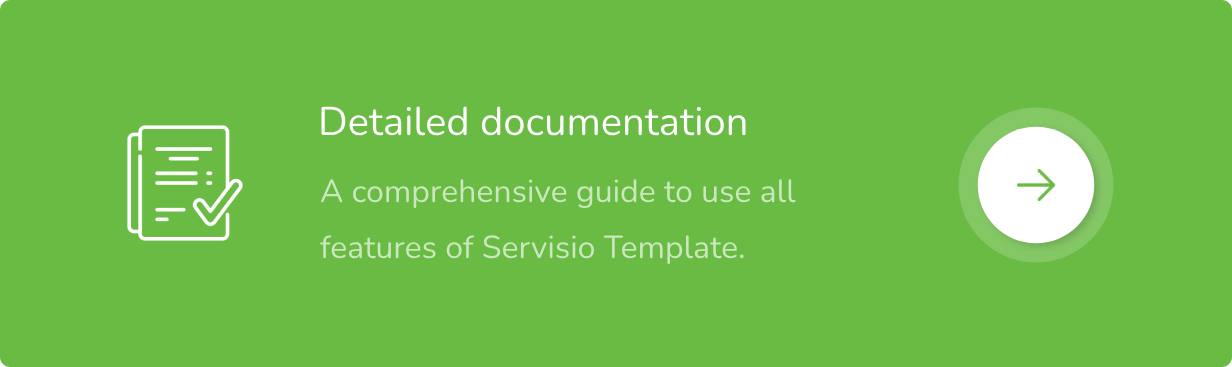 Detailed documentation
A comprehensive guide to use all
features of Servisio Template.